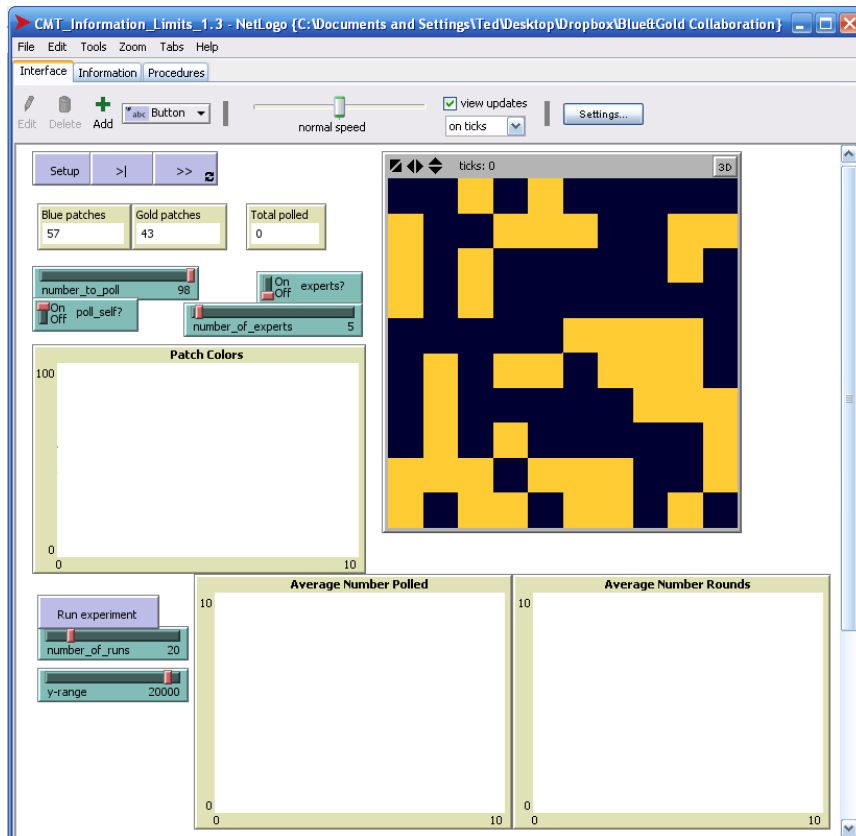 CMT_Information_Limits_1.3 - NetLogo {C:\Documents and Settings\Ted\Desktop\Dropbox\Blue&Gold Collaboration}
File Edit Tools Zoom Tabs Help
Interface Information Procedures
Edit Delete Add abc Button normal speed view updates on ticks Settings...
Setup >| >>
ticks: 0 3D
Blue patches Gold patches Total polled
57 43 0
number_to_poll 98
On Off experts?
On Off poll_self?
number_of_experts 5
Patch Colors
100
0
0 10
Run experiment
number_of_runs 20
y-range 20000
Average Number Polled
10
0
0 10
Average Number Rounds
10
0
0 10